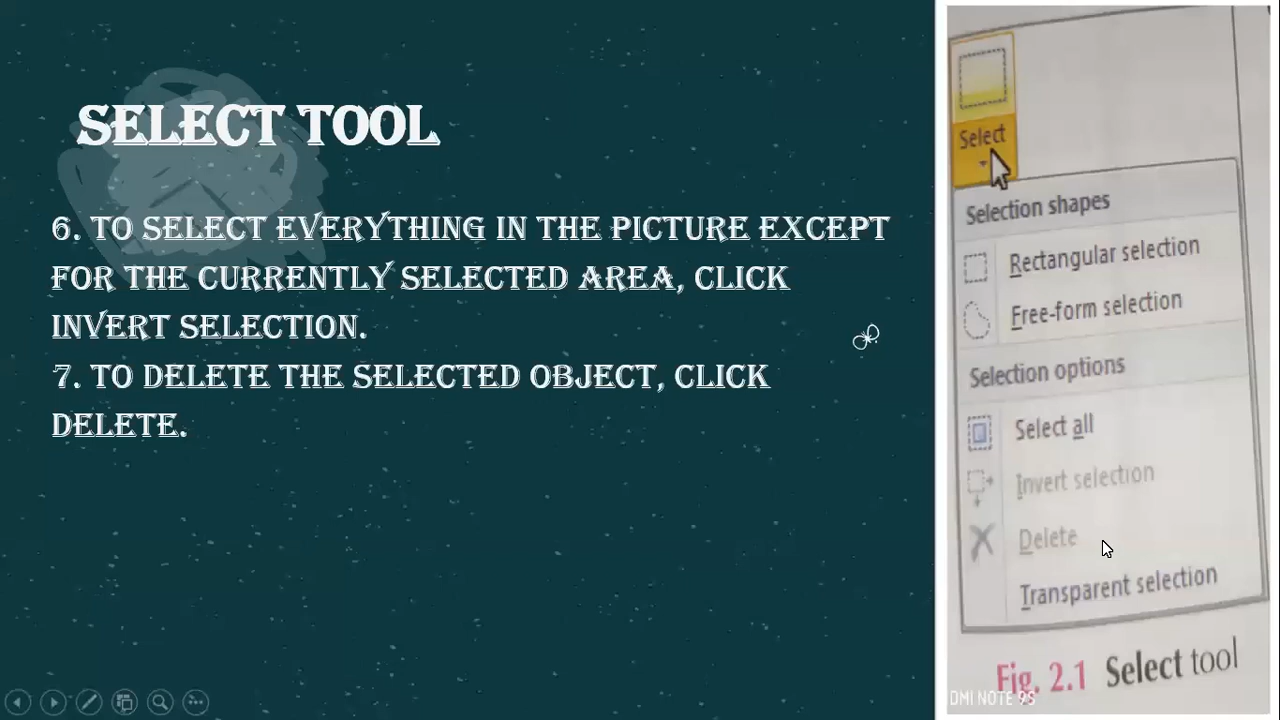 SELECT TOOL
6. TO SELECT EVERYTHING IN THE PICTURE EXCEPT
FOR THE CURRENTLY SELECTED AREA, CLICK
INVERT SELECTION.
7. TO DELETE THE SELECTED OBJECT, CLICK
DELETE.
Select
Selection shapes
Rectangular selection
Free-form selection
Selection options
Select all
Invert selection
Delete
Transparent selection
Fig. 2.1 Select tool
DMI NOTE 9S